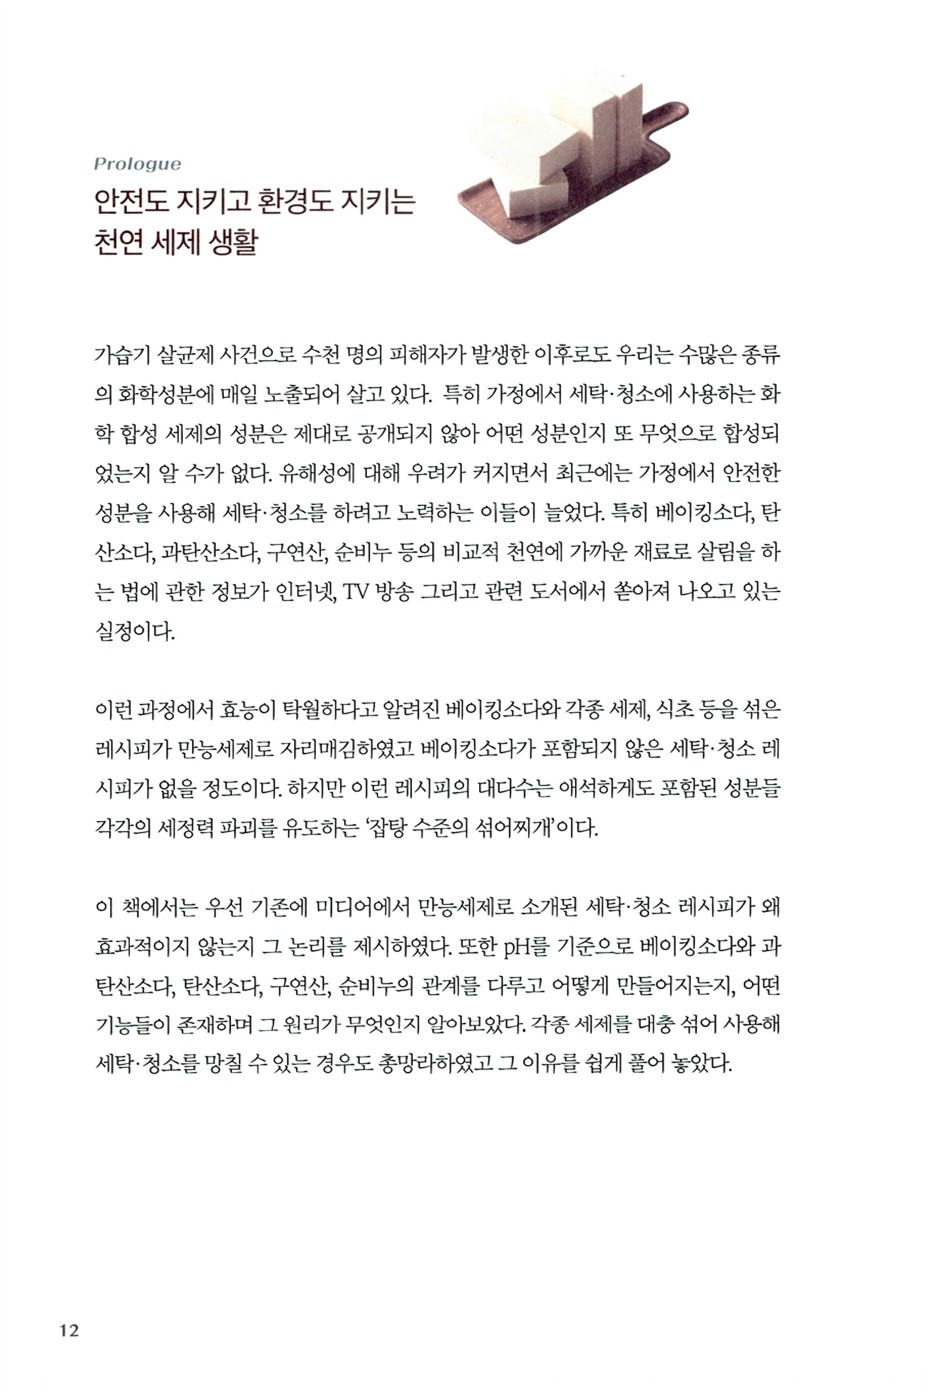 Prologue
안전도 지키고 환경도 지키는
천연 세제 생활
가습기 살균제 사건으로 수천 명의 피해자가 발생한 이후로도 우리는 수많은 종류
의 화학성분에 매일 노출되어 살고 있다. 특히 가정에서 세탁·청소에 사용하는 화
학 합성 세제의 성분은 제대로 공개되지 않아 어떤 성분인지 또 무엇으로 합성되
었는지 알 수가 없다. 유해성에 대해 우려가 커지면서 최근에는 가정에서 안전한
성분을 사용해 세탁·청소를 하려고 노력하는 이들이 늘었다. 특히 베이킹소다, 탄
산소다, 과탄산소다, 구연산, 순비누 등의 비교적 천연에 가까운 재료로 살림을 하
는 법에 관한 정보가 인터넷, TV 방송 그리고 관련 도서에서 쏟아져 나오고 있는
실정이다.
이런 과정에서 효능이 탁월하다고 알려진 베이킹소다와 각종 세제, 식초 등을 섞은
레시피가 만능세제로 자리매김하였고 베이킹소다가 포함되지 않은 세탁·청소 레
시피가 없을 정도이다. 하지만 이런 레시피의 대다수는 애석하게도 포함된 성분들
각각의 세정력 파괴를 유도하는 ‘잡탕 수준의 섞어찌개’이다.
이 책에서는 우선 기존에 미디어에서 만능세제로 소개된 세탁·청소 레시피가 왜
효과적이지 않는지 그 논리를 제시하였다. 또한 pH를 기준으로 베이킹소다와 과
탄산소다, 탄산소다, 구연산, 순비누의 관계를 다루고 어떻게 만들어지는지, 어떤
기능들이 존재하며 그 원리가 무엇인지 알아보았다. 각종 세제를 대충 섞어 사용해
세탁·청소를 망칠 수 있는 경우도 총망라하였고 그 이유를 쉽게 풀어 놓았다.
12